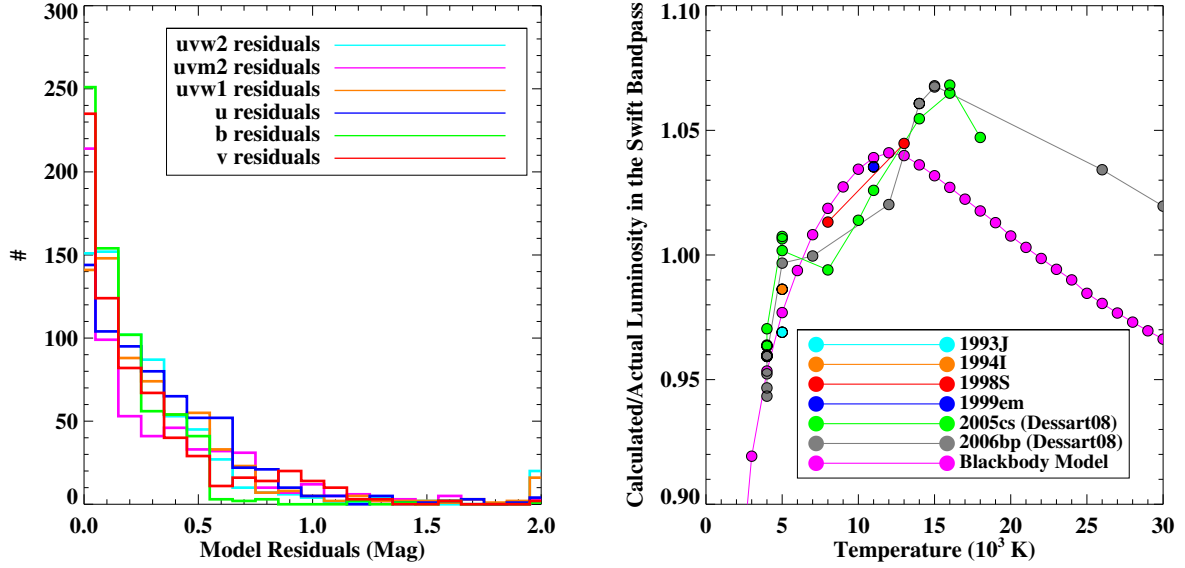 300
250
200
150
100
50
0
#
uvw2 residuals
uvm2 residuals
uvw1 residuals
u residuals
b residuals
v residuals
0.0 0.5 1.0 1.5 2.0
Model Residuals (Mag)
1.10
1.05
1.00
0.95
0.90
Calculated/Actual Luminosity in the Swift Bandpass
1993J
1994I
1998S
1999em
2005cs (Dessart08)
2006bp (Dessart08)
Blackbody Model
0 5 10 15 20 25 30
Temperature (10³ K)